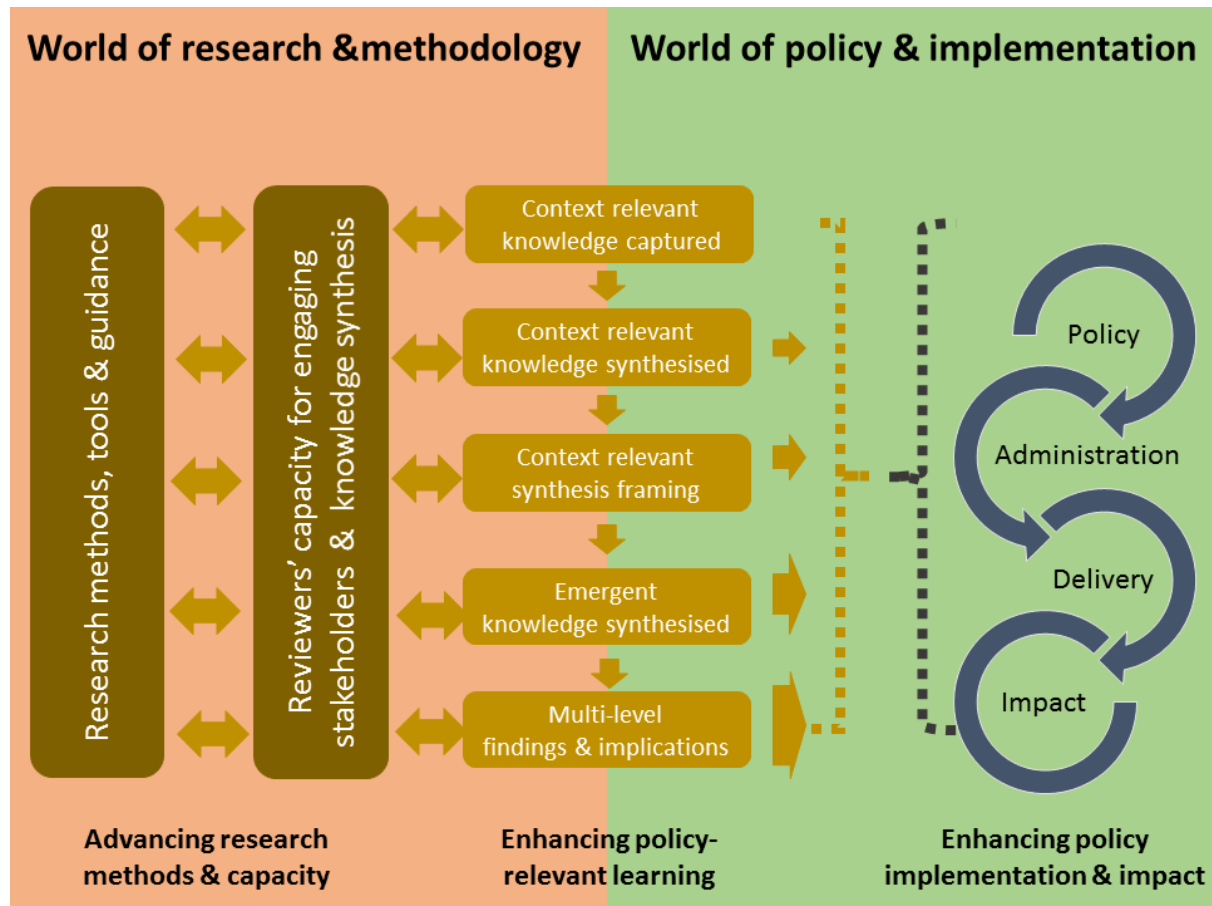 World of research &methodology
World of policy & implementation
Research methods, tools & guidance
Reviewers’ capacity for engaging
stakeholders & knowledge synthesis
Context relevant
knowledge captured
Context relevant
knowledge synthesised
Context relevant
synthesis framing
Emergent
knowledge synthesised
Multi-level
findings & implications
Policy
Administration
Delivery
Impact
Advancing research
methods & capacity
Enhancing policy-
relevant learning
Enhancing policy
implementation & impact